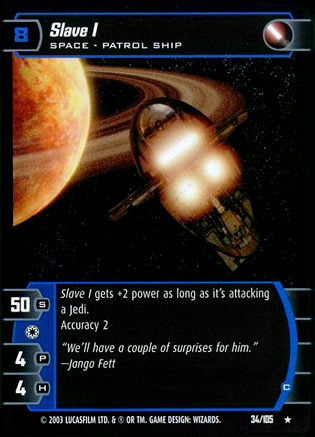 8
Slave I
SPACE - PATROL SHIP
50 S
Slave I gets +2 power as long as it's attacking
a Jedi.
Accuracy 2
4 P
"We'll have a couple of surprises for him."
–Jango Fett
4 H
C
© 2003 LUCASFILM LTD. & ® OR TM. GAME DESIGN: WIZARDS.
34/105